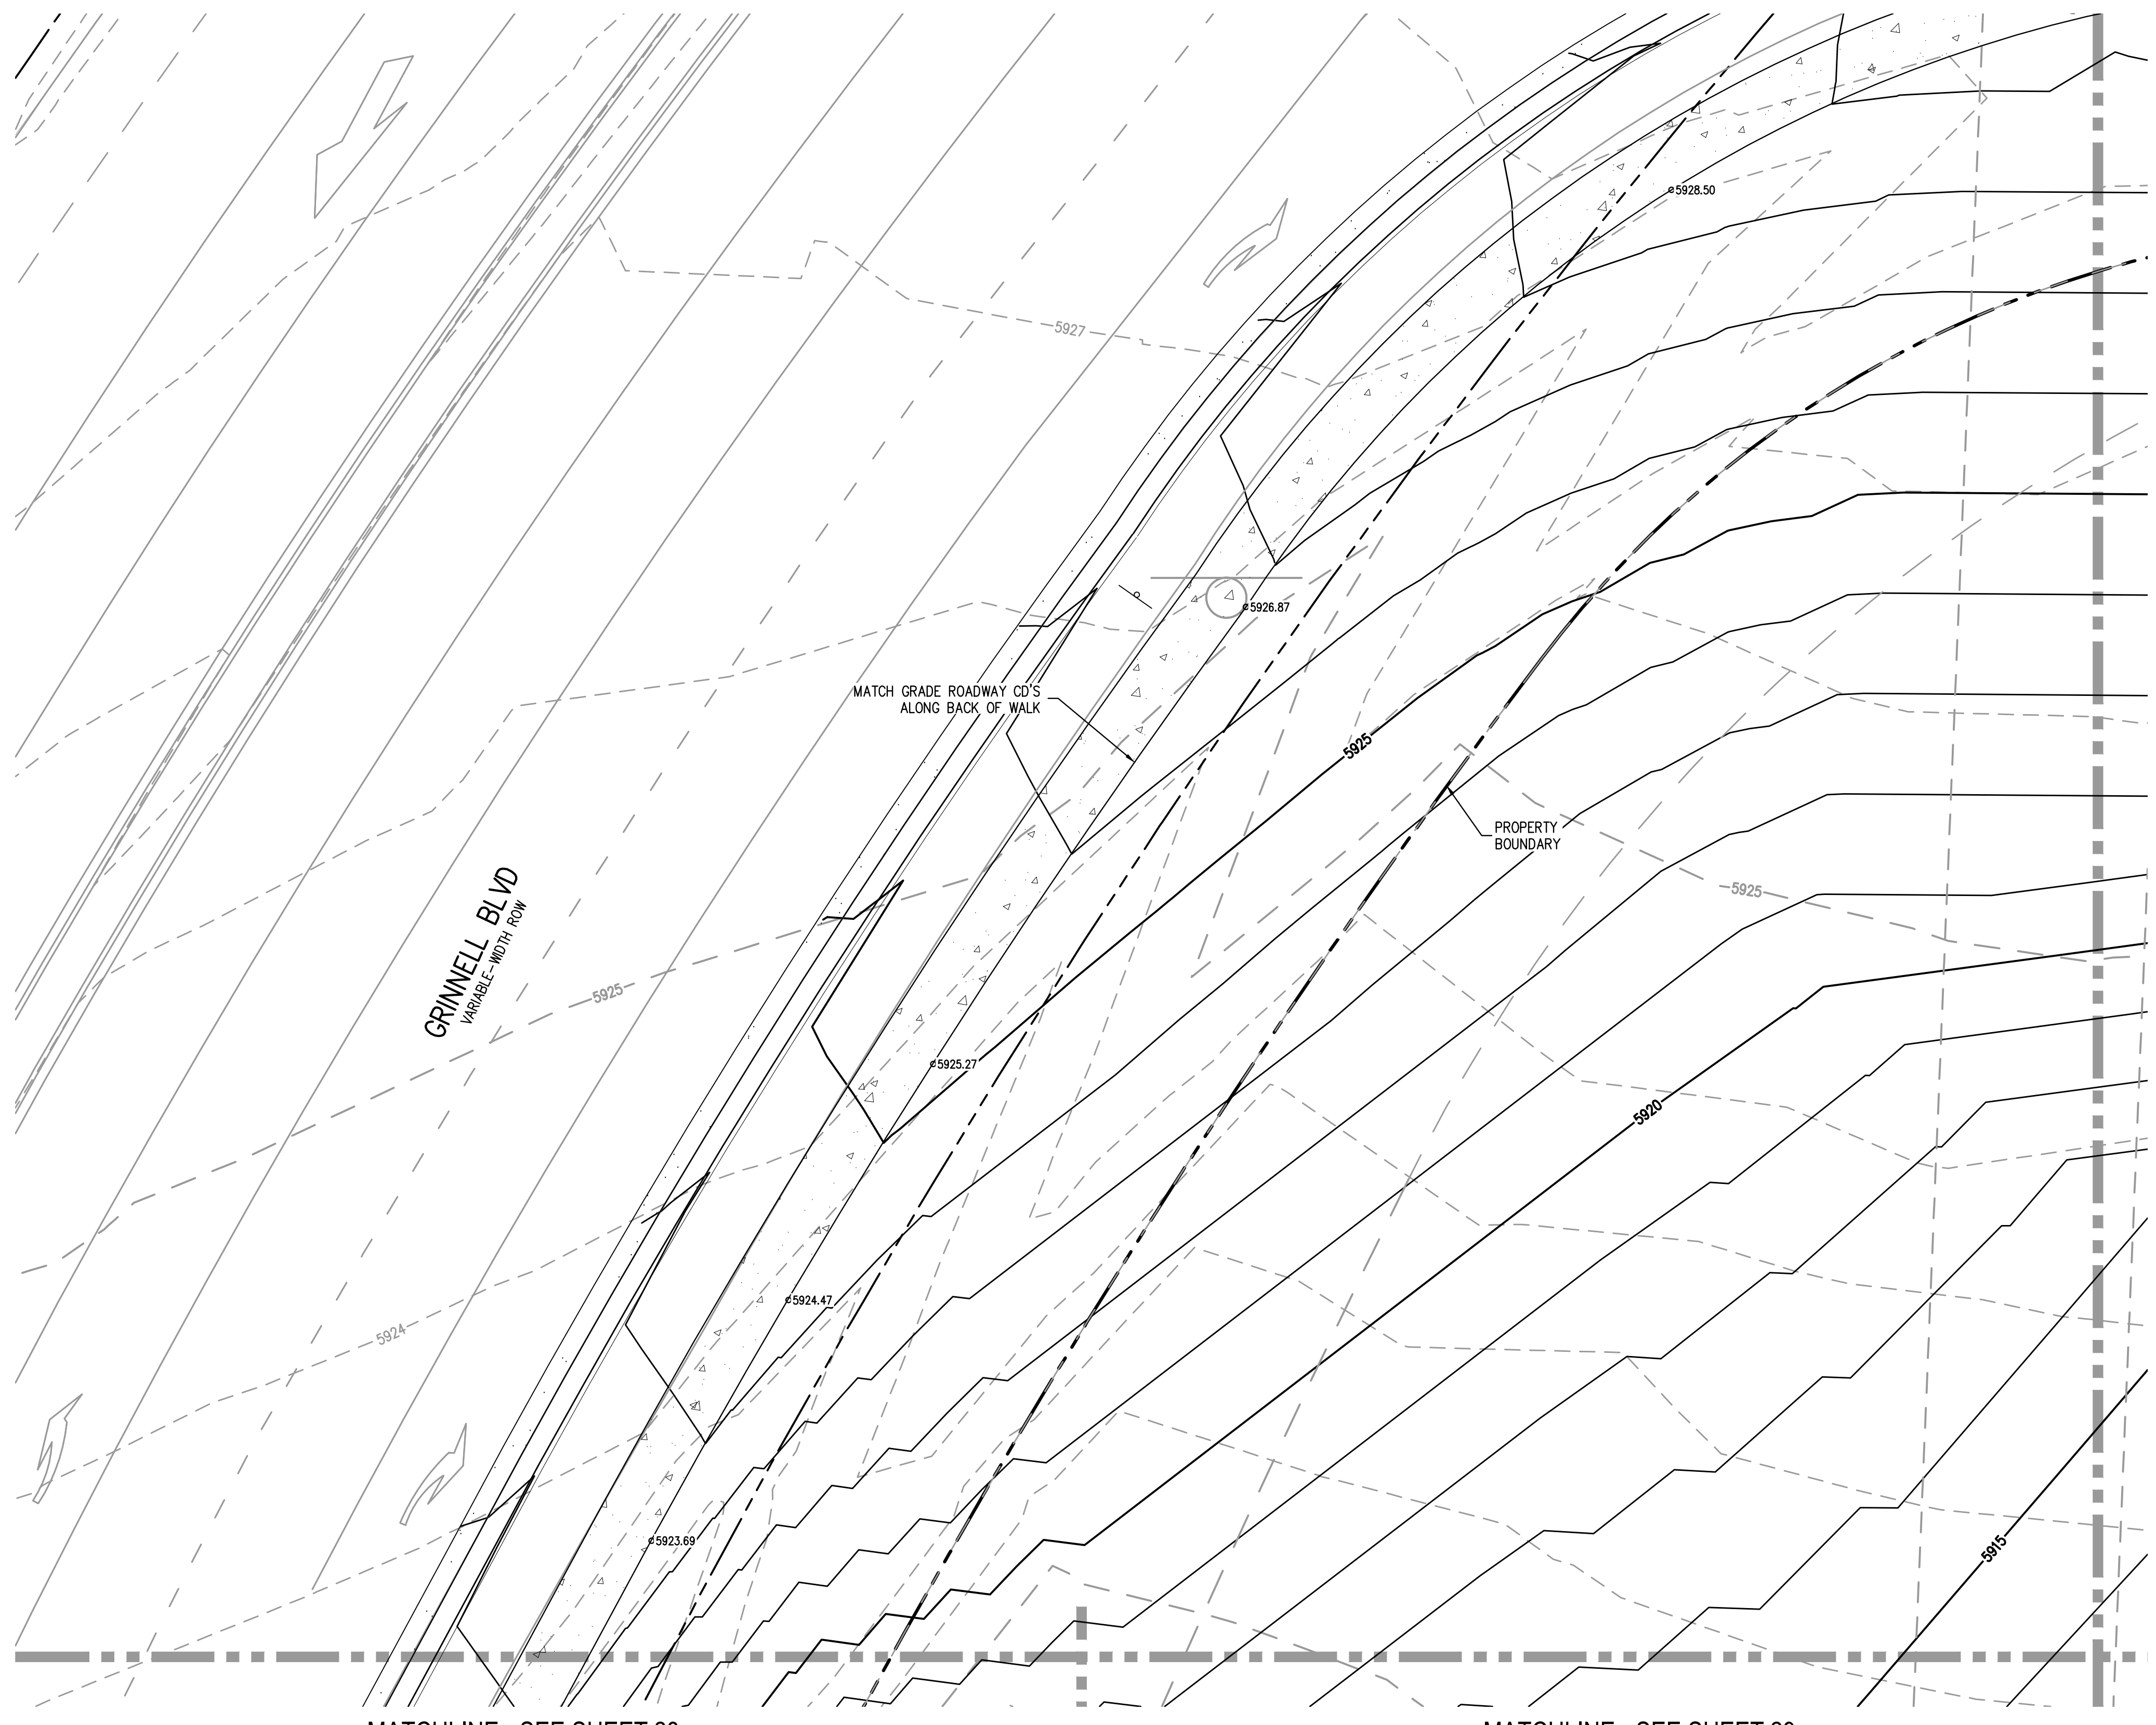 5928.50
5927
5926.87
MATCH GRADE ROADWAY CD'S
ALONG BACK OF WALK
5925
PROPERTY
BOUNDARY
5925
GRINNELL BLVD
VARIABLE-WIDTH ROW
5925
5925.27
5920
5924.47
5924
5923.69
5915